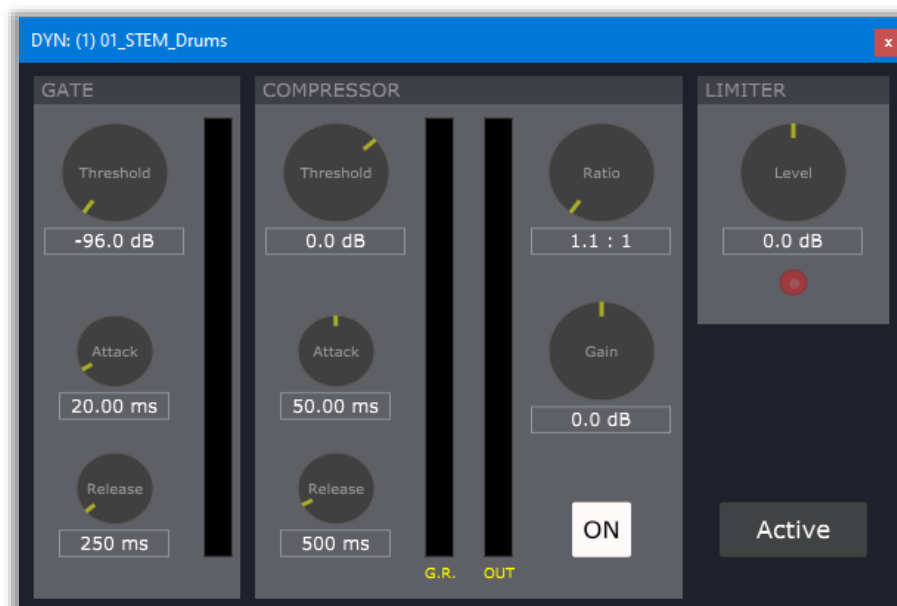 DYN: (1) 01_STEM_Drums
x
GATE
Threshold
-96.0 dB
Attack
20.00 ms
Release
250 ms
COMPRESSOR
Threshold
0.0 dB
Attack
50.00 ms
Release
500 ms
G.R.
OUT
Ratio
1.1 : 1
Gain
0.0 dB
ON
LIMITER
Level
0.0 dB
Active